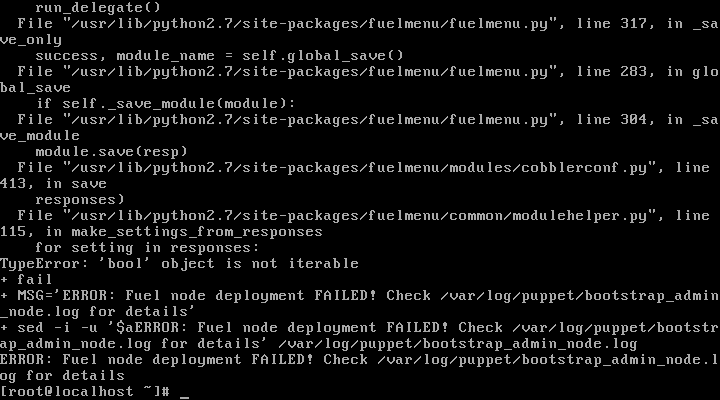 run_delegate()
  File "/usr/lib/python2.7/site-packages/fuelmenu/fuelmenu.py", line 317, in _sa
ve_only
    success, module_name = self.global_save()
  File "/usr/lib/python2.7/site-packages/fuelmenu/fuelmenu.py", line 283, in glo
bal_save
    if self._save_module(module):
  File "/usr/lib/python2.7/site-packages/fuelmenu/fuelmenu.py", line 304, in _sa
ve_module
    module.save(resp)
  File "/usr/lib/python2.7/site-packages/fuelmenu/modules/cobblerconf.py", line
413, in save
    responses)
  File "/usr/lib/python2.7/site-packages/fuelmenu/common/modulehelper.py", line
115, in make_settings_from_responses
    for setting in responses:
TypeError: 'bool' object is not iterable
+ fail
+ MSG='ERROR: Fuel node deployment FAILED! Check /var/log/puppet/bootstrap_admin
_node.log for details'
+ sed -i -u '$aERROR: Fuel node deployment FAILED! Check /var/log/puppet/bootstr
ap_admin_node.log for details' /var/log/puppet/bootstrap_admin_node.log
ERROR: Fuel node deployment FAILED! Check /var/log/puppet/bootstrap_admin_node.l
og for details
[root@localhost ~]# _